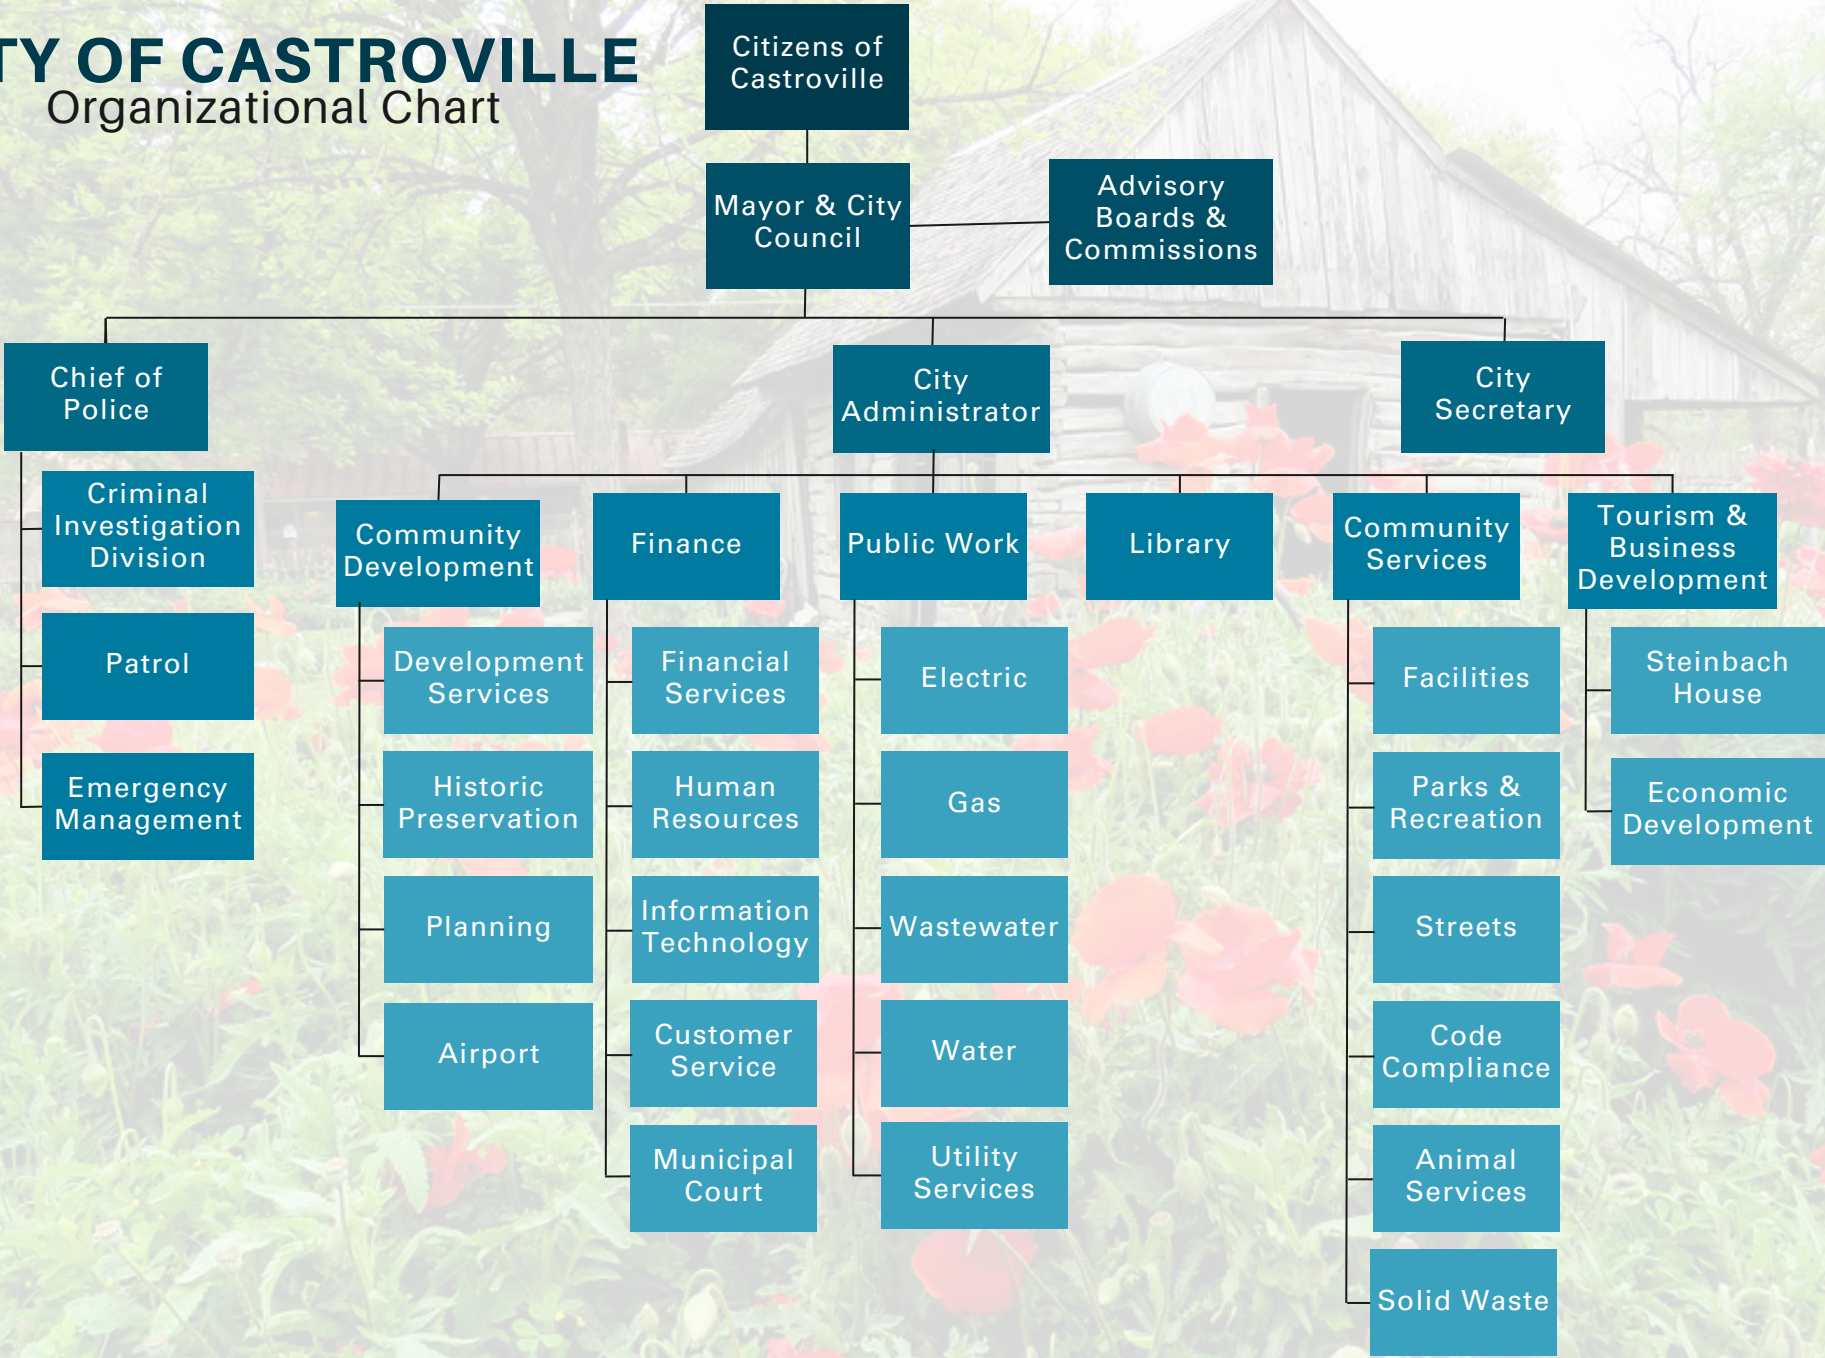 TY OF CASTROVILLE
Organizational Chart
Citizens of
Castroville
Mayor & City
Council
Advisory
Boards &
Commissions
Chief of
Police
City
Administrator
City
Secretary
Criminal
Investigation
Division
Patrol
Emergency
Management
Community
Development
Development
Services
Historic
Preservation
Planning
Airport
Finance
Financial
Services
Human
Resources
Information
Technology
Customer
Service
Municipal
Court
Public Work
Electric
Gas
Wastewater
Water
Utility
Services
Library
Community
Services
Facilities
Parks &
Recreation
Streets
Code
Compliance
Animal
Services
Solid Waste
Tourism &
Business
Development
Steinbach
House
Economic
Development